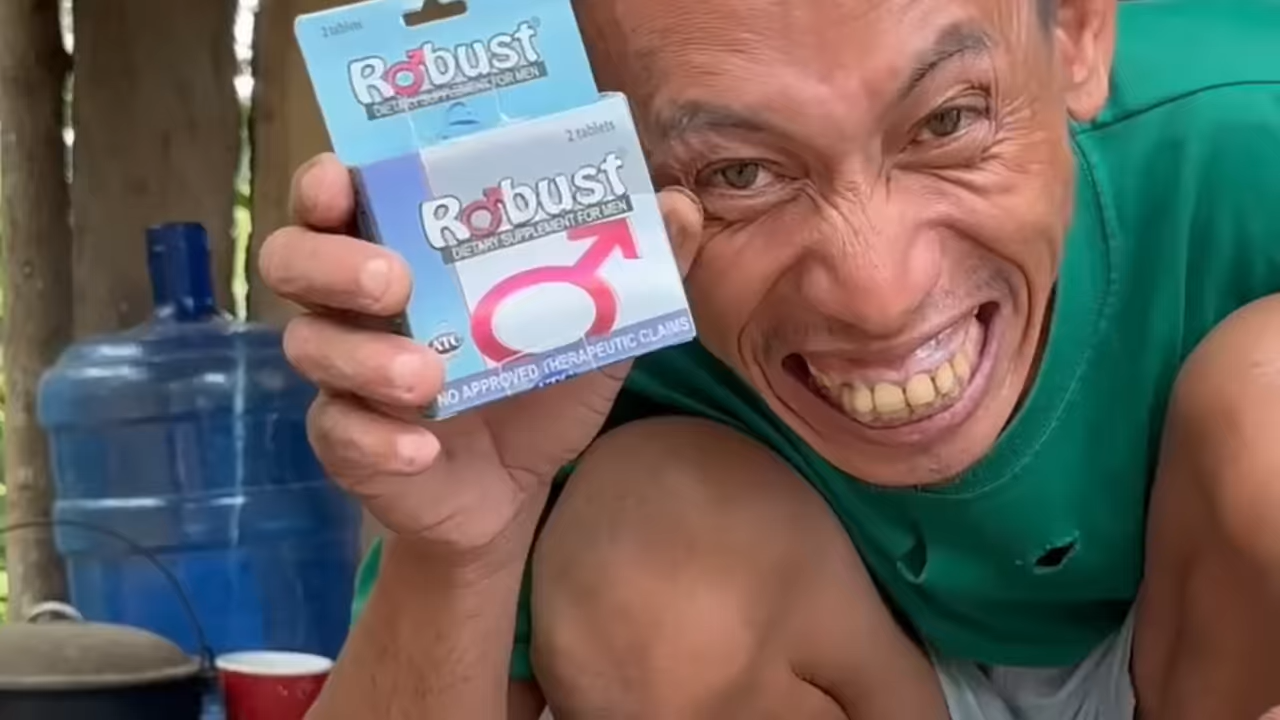 2 tablets
Robust®
DIETARY SUPPLEMENT FOR MEN
2 tablets
Robust®
DIETARY SUPPLEMENT FOR MEN
ATC
NO APPROVED THERAPEUTIC CLAIMS